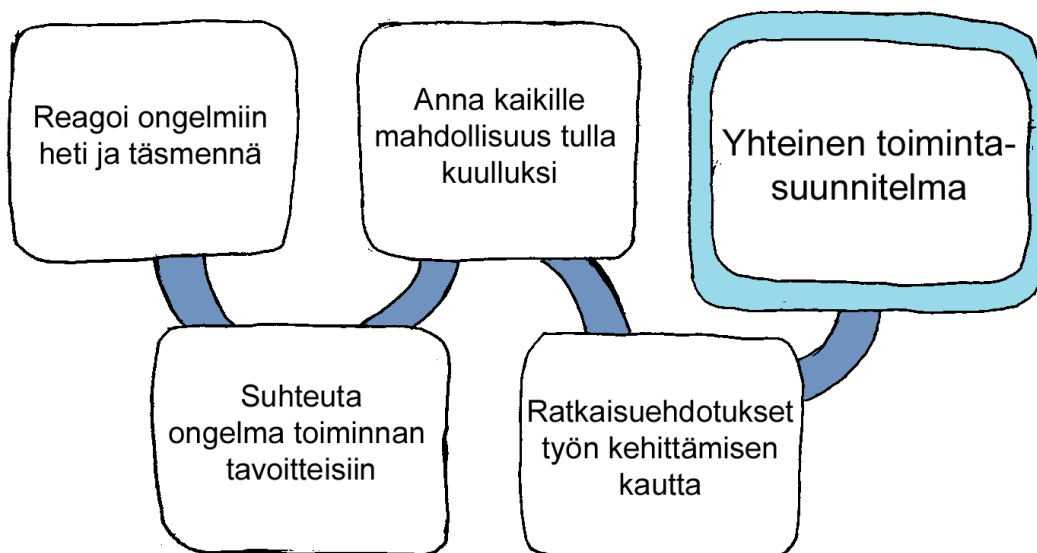 Reagoi ongelmiin
heti ja täsmennä
Suhteuta
ongelma toiminnan
tavoitteisiin
Anna kaikille
mahdollisuus tulla
kuulluksi
Ratkaisuehdotukset
työn kehittämisen
kautta
Yhteinen toiminta-
suunnitelma